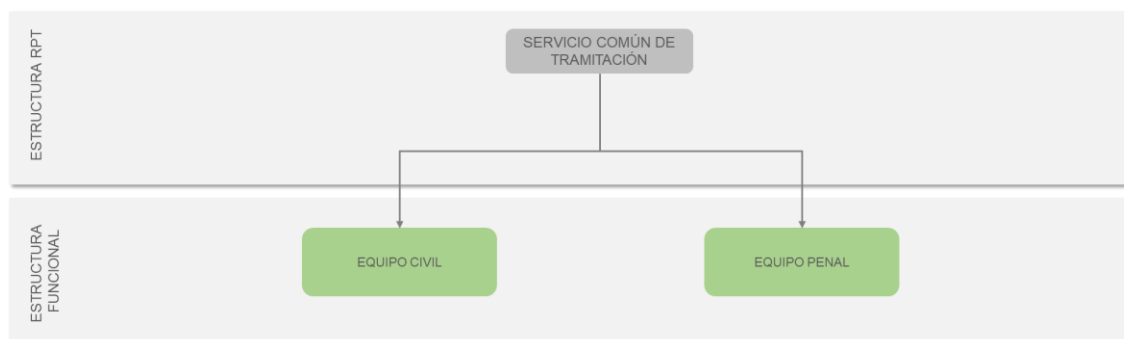 ESTRUCTURA RPT
SERVICIO COMÚN DE
TRAMITACIÓN
ESTRUCTURA
FUNCIONAL
EQUIPO CIVIL
EQUIPO PENAL